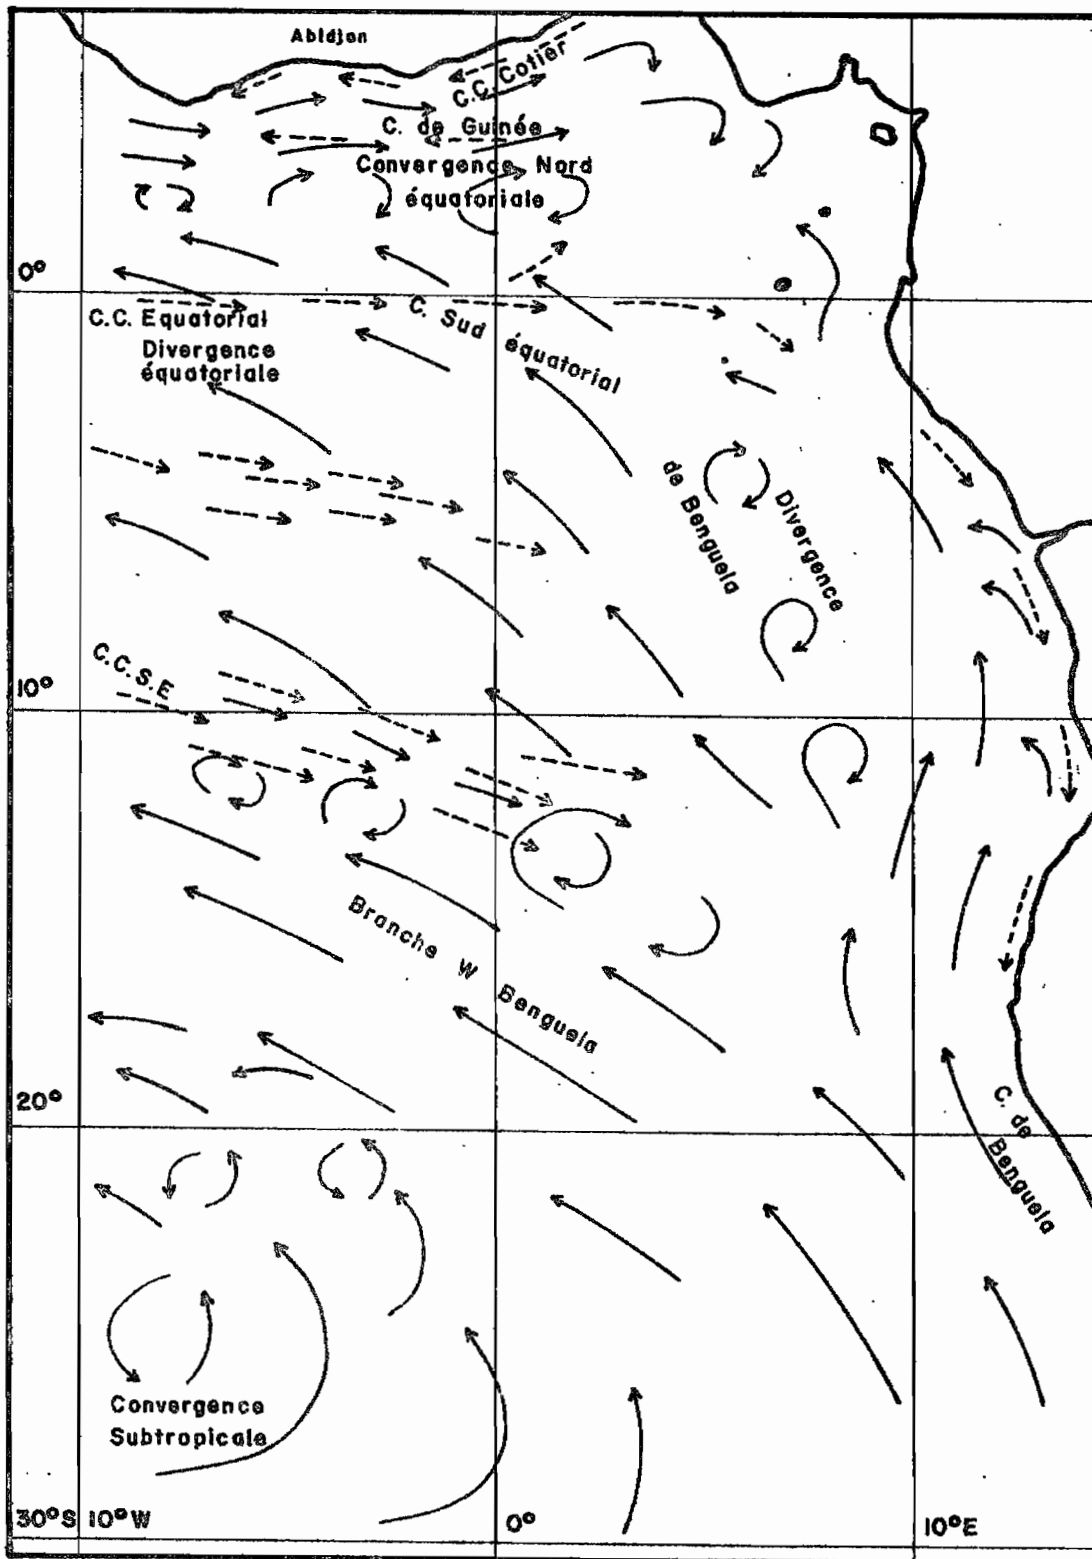 Abidjan
C.C. Cotier
C. de Guinée
Convergence Nord
équatoriale
0°
C.C. Equatorial
Divergence
équatoriale
C. Sud équatorial
Divergence
de Benguela
C.C.S.E
10°
Branche W Benguela
20°
C. de
Benguela
Convergence
Subtropicale
30°S
10°W
0°
10°E